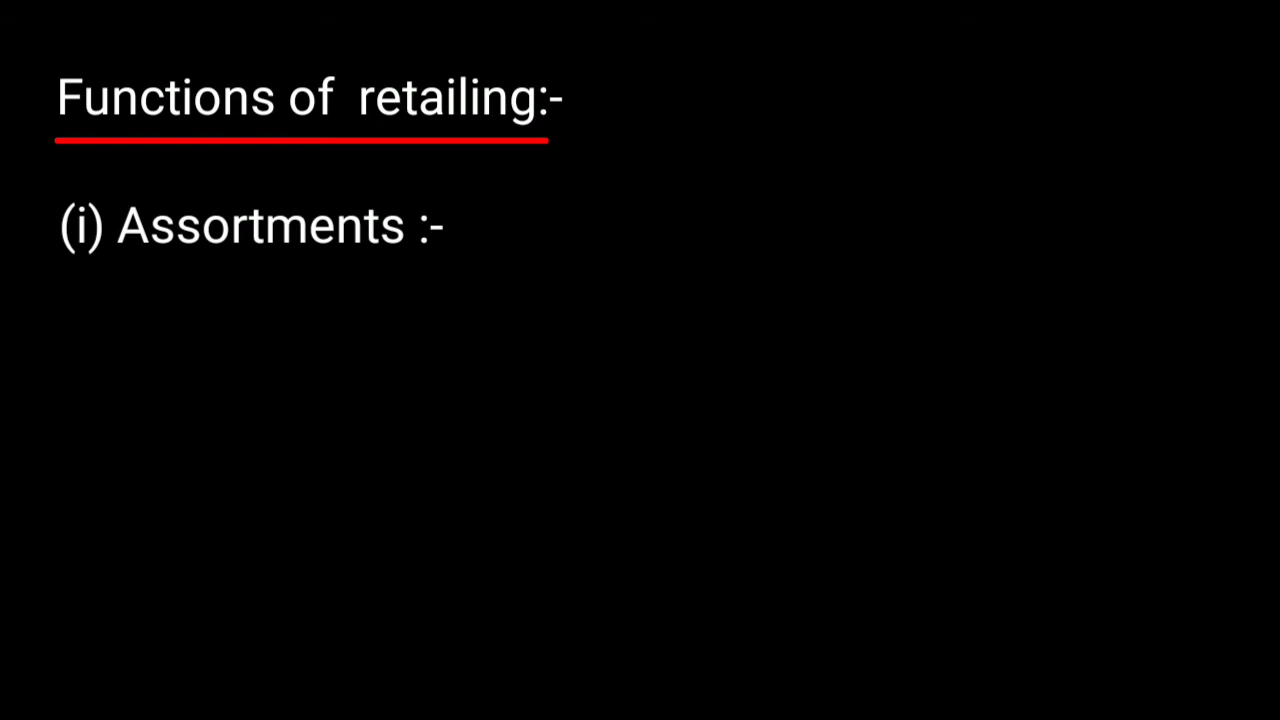 Functions of  retailing:-
(i) Assortments :-